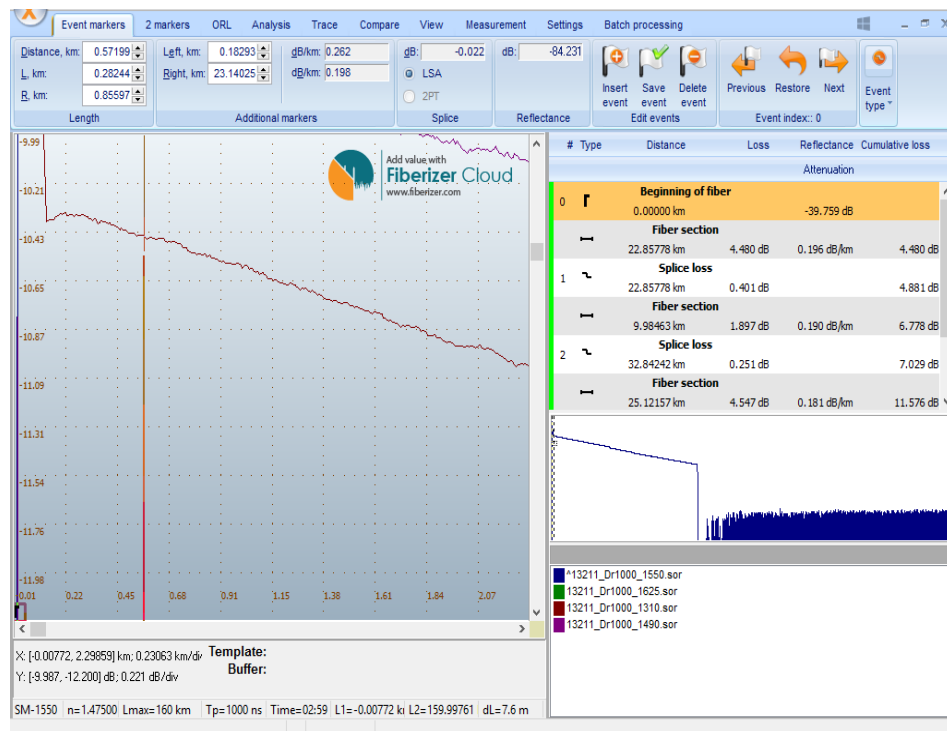 Event markers 2 markers ORL Analysis Trace Compare View Measurement Settings Batch processing
Distance, km: 0.57199 Left, km: 0.18293 dB/km: 0.262 dB: -0.022 dB: -84.231
L, km: 0.28244 Right, km: 23.14025 dB/km: 0.198 LSA
R, km: 0.85597 2PT
Insert event Save event Delete event Previous Restore Next Event type
Length Additional markers Splice Reflectance Edit events Event index:: 0
Add value with
Fiberizer Cloud
www.fiberizer.com
-9.99
-10.21
-10.43
-10.65
-10.87
-11.09
-11.31
-11.54
-11.76
-11.98
0.01 0.22 0.45 0.68 0.91 1.15 1.38 1.61 1.84 2.07
# Type Distance Loss Reflectance Cumulative loss
Attenuation
Beginning of fiber
0 0.00000 km -39.759 dB
Fiber section
22.85778 km 4.480 dB 0.196 dB/km 4.480 dB
Splice loss
1 22.85778 km 0.401 dB 4.881 dB
Fiber section
9.98463 km 1.897 dB 0.190 dB/km 6.778 dB
Splice loss
2 32.84242 km 0.251 dB 7.029 dB
Fiber section
25.12157 km 4.547 dB 0.181 dB/km 11.576 dB
^13211_Dr1000_1550.sor
13211_Dr1000_1625.sor
13211_Dr1000_1310.sor
13211_Dr1000_1490.sor
X: [-0.00772, 2.29859] km; 0.23063 km/div Template:
Y: [-9.987, -12.200] dB; 0.221 dB/div Buffer:
SM-1550 n=1.47500 Lmax=160 km Tp=1000 ns Time=02:59 L1=-0.00772 k L2=159.99761 dL=7.6 m